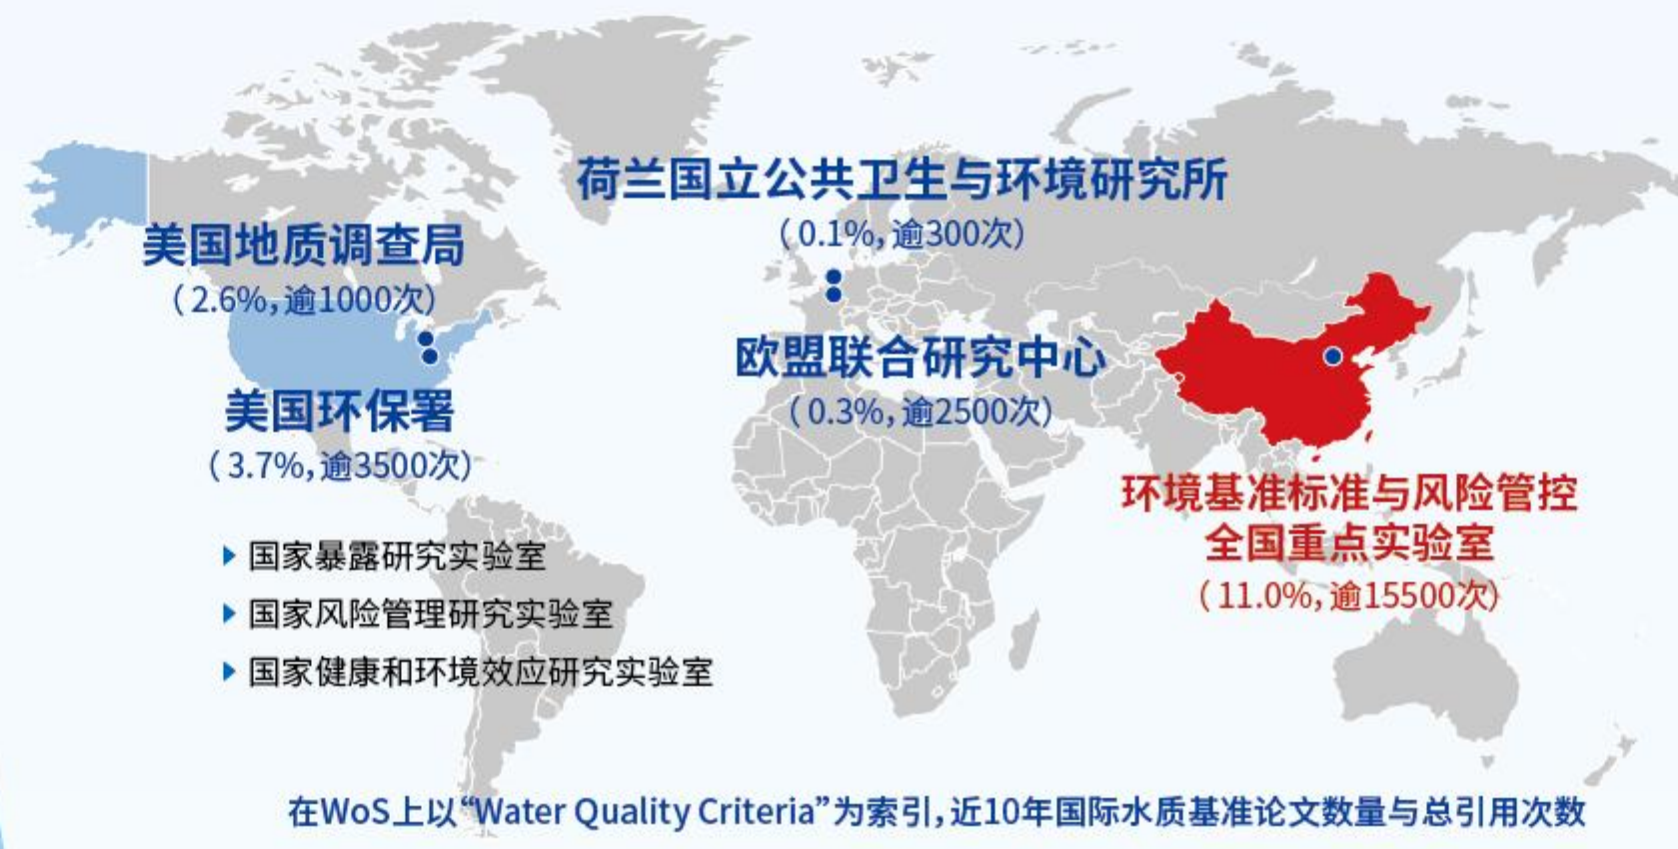 荷兰国立公共卫生与环境研究所
(0.1%,逾300次)
美国地质调查局
(2.6%,逾1000次)
欧盟联合研究中心
(0.3%,逾2500次)
美国环保署
(3.7%,逾3500次)
环境基准标准与风险管控
全国重点实验室
(11.0%,逾15500次)
国家暴露研究实验室
国家风险管理研究实验室
国家健康和环境效应研究实验室
在WoS上以“Water Quality Criteria”为索引,近10年国际水质基准论文数量与总引用次数